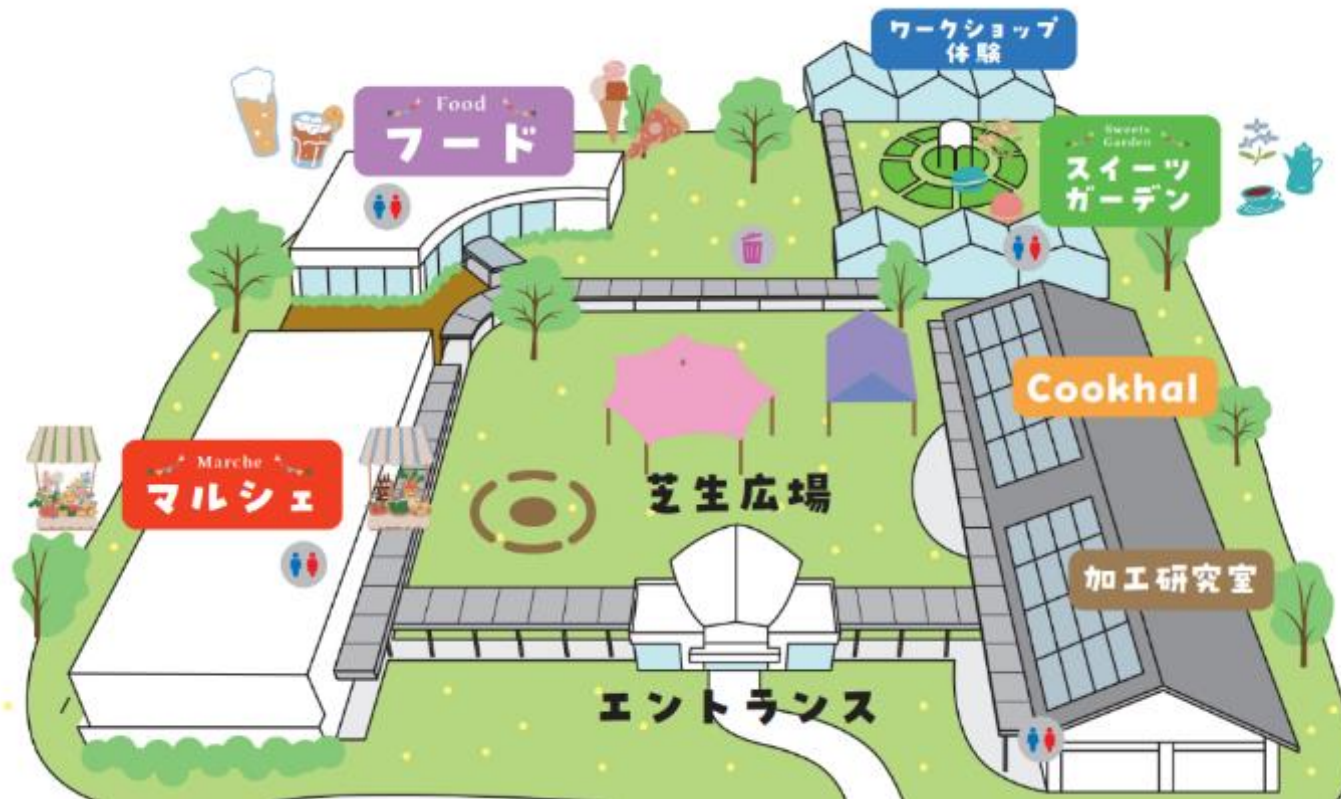 ワークショップ
体験
Food
フード
Sweets
Garden
スイーツ
ガーデン
Cookhal
Marche
マルシェ
芝生広場
加工研究室
エントランス